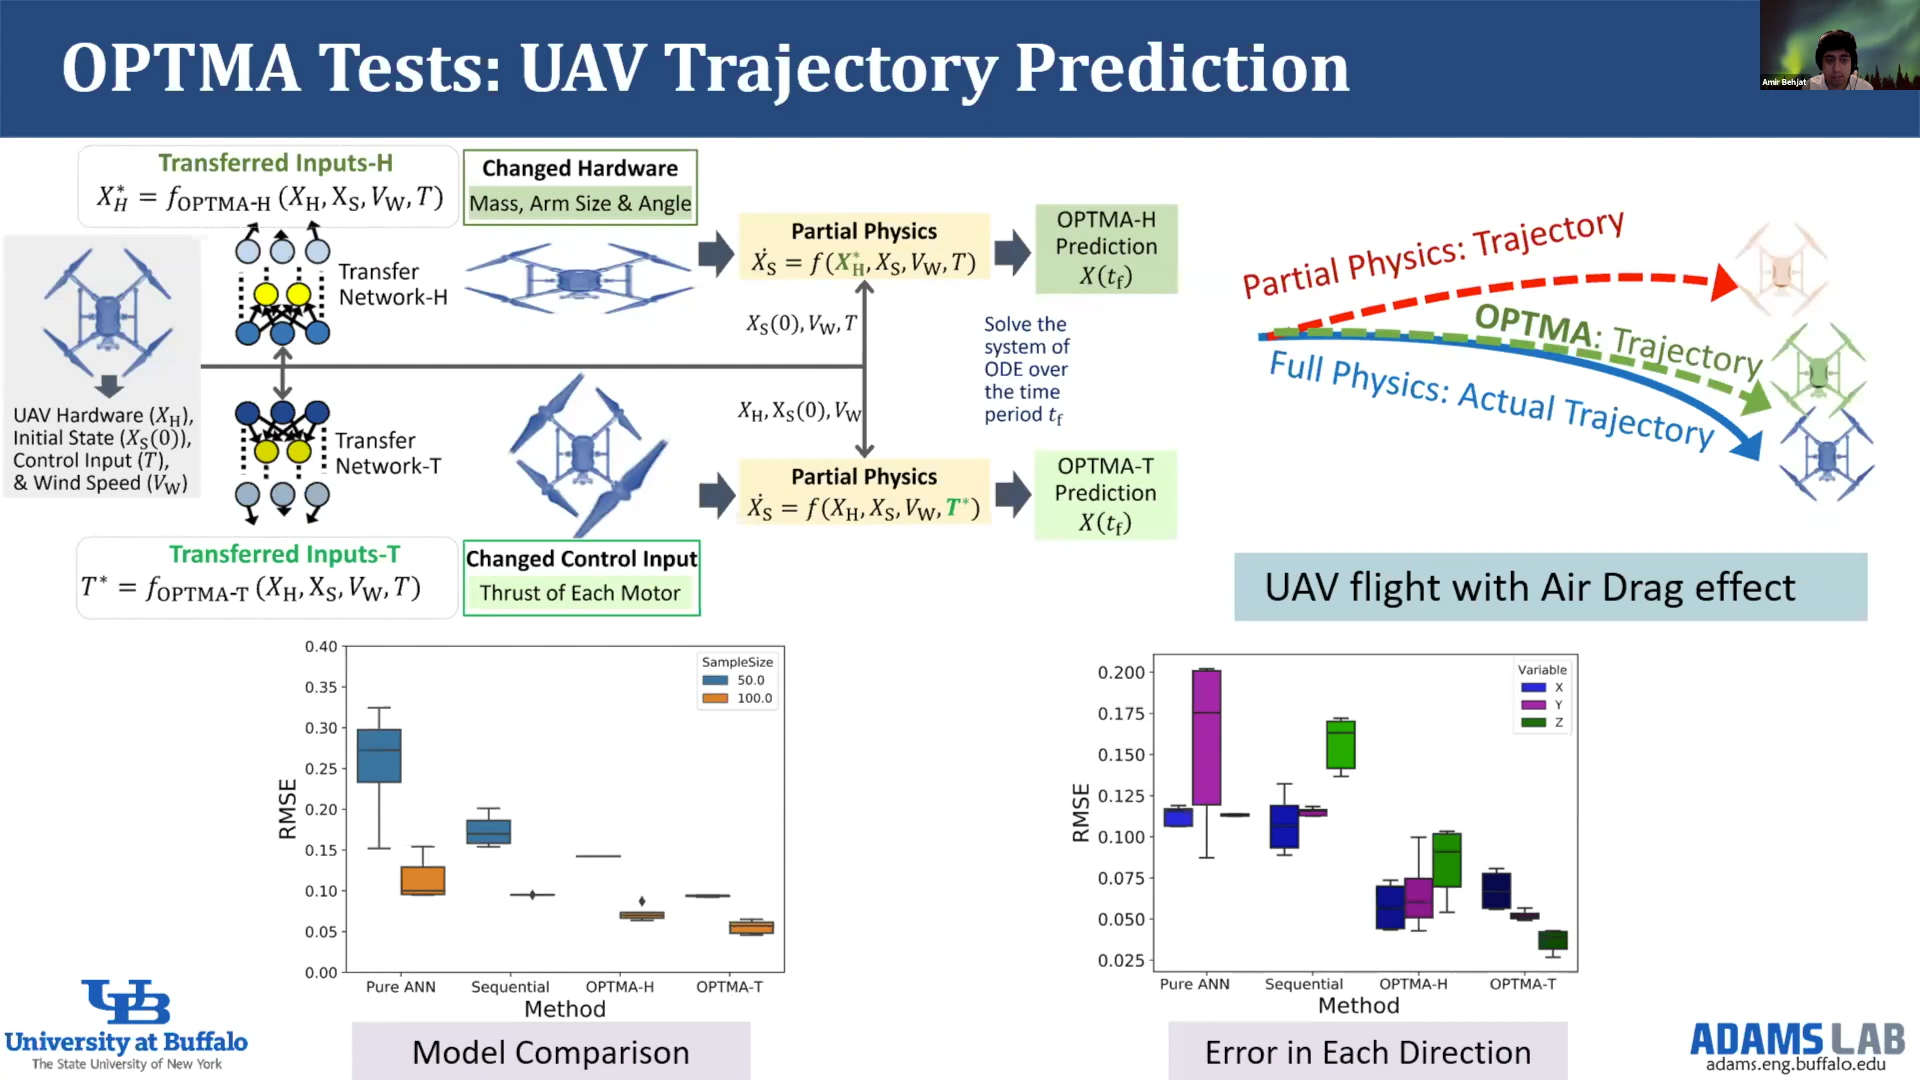 OPTMA Tests: UAV Trajectory Prediction
Amir Behjat
Transferred Inputs-H
X*H = fOPTMA-H (XH, XS, VW, T)
Changed Hardware
Mass, Arm Size & Angle
Transfer
Network-H
Partial Physics
ẊS = f(X*H, XS, VW, T)
OPTMA-H
Prediction
X(tf)
UAV Hardware (XH),
Initial State (XS(0)),
Control Input (T),
& Wind Speed (VW)
XS(0), VW, T
Solve the
system of
ODE over
the time
period tf
XH, XS(0), VW
Transfer
Network-T
Partial Physics
ẊS = f(XH, XS, VW, T*)
OPTMA-T
Prediction
X(tf)
Transferred Inputs-T
T* = fOPTMA-T (XH, XS, VW, T)
Changed Control Input
Thrust of Each Motor
Partial Physics: Trajectory
OPTMA: Trajectory
Full Physics: Actual Trajectory
UAV flight with Air Drag effect
0.40
0.35
0.30
0.25
0.20
0.15
0.10
0.05
0.00
RMSE
SampleSize
50.0
100.0
Pure ANN Sequential OPTMA-H OPTMA-T
Method
Model Comparison
0.200
0.175
0.150
0.125
0.100
0.075
0.050
0.025
RMSE
Variable
X
Y
Z
Pure ANN Sequential OPTMA-H OPTMA-T
Method
Error in Each Direction
UB
University at Buffalo
The State University of New York
ADAMS LAB
adams.eng.buffalo.edu